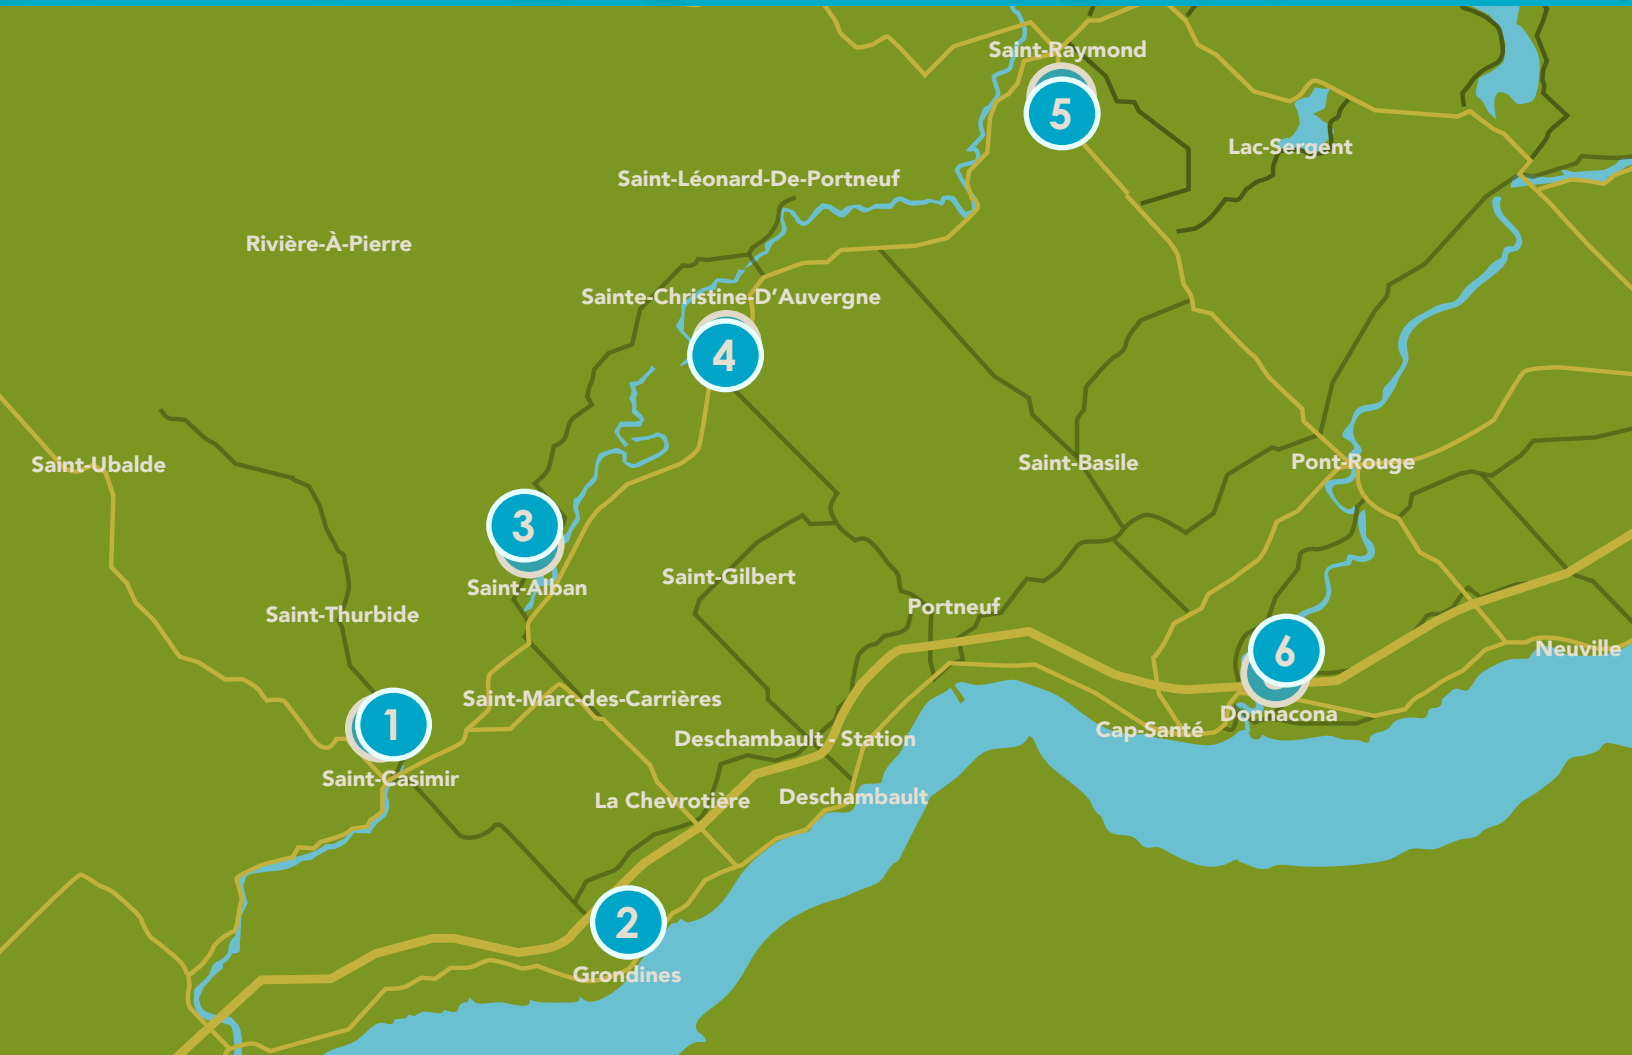 Saint-Raymond
5
Lac-Sergent
Saint-Léonard-De-Portneuf
Rivière-À-Pierre
Sainte-Christine-D’Auvergne
4
Saint-Ubalde
Saint-Basile
Pont-Rouge
3
Saint-Alban
Saint-Gilbert
Portneuf
Saint-Thurbide
6
Neuville
Saint-Marc-des-Carrières
Donnacona
1
Cap-Santé
Deschambault - Station
Saint-Casimir
La Chevrotière
Deschambault
2
Grondines